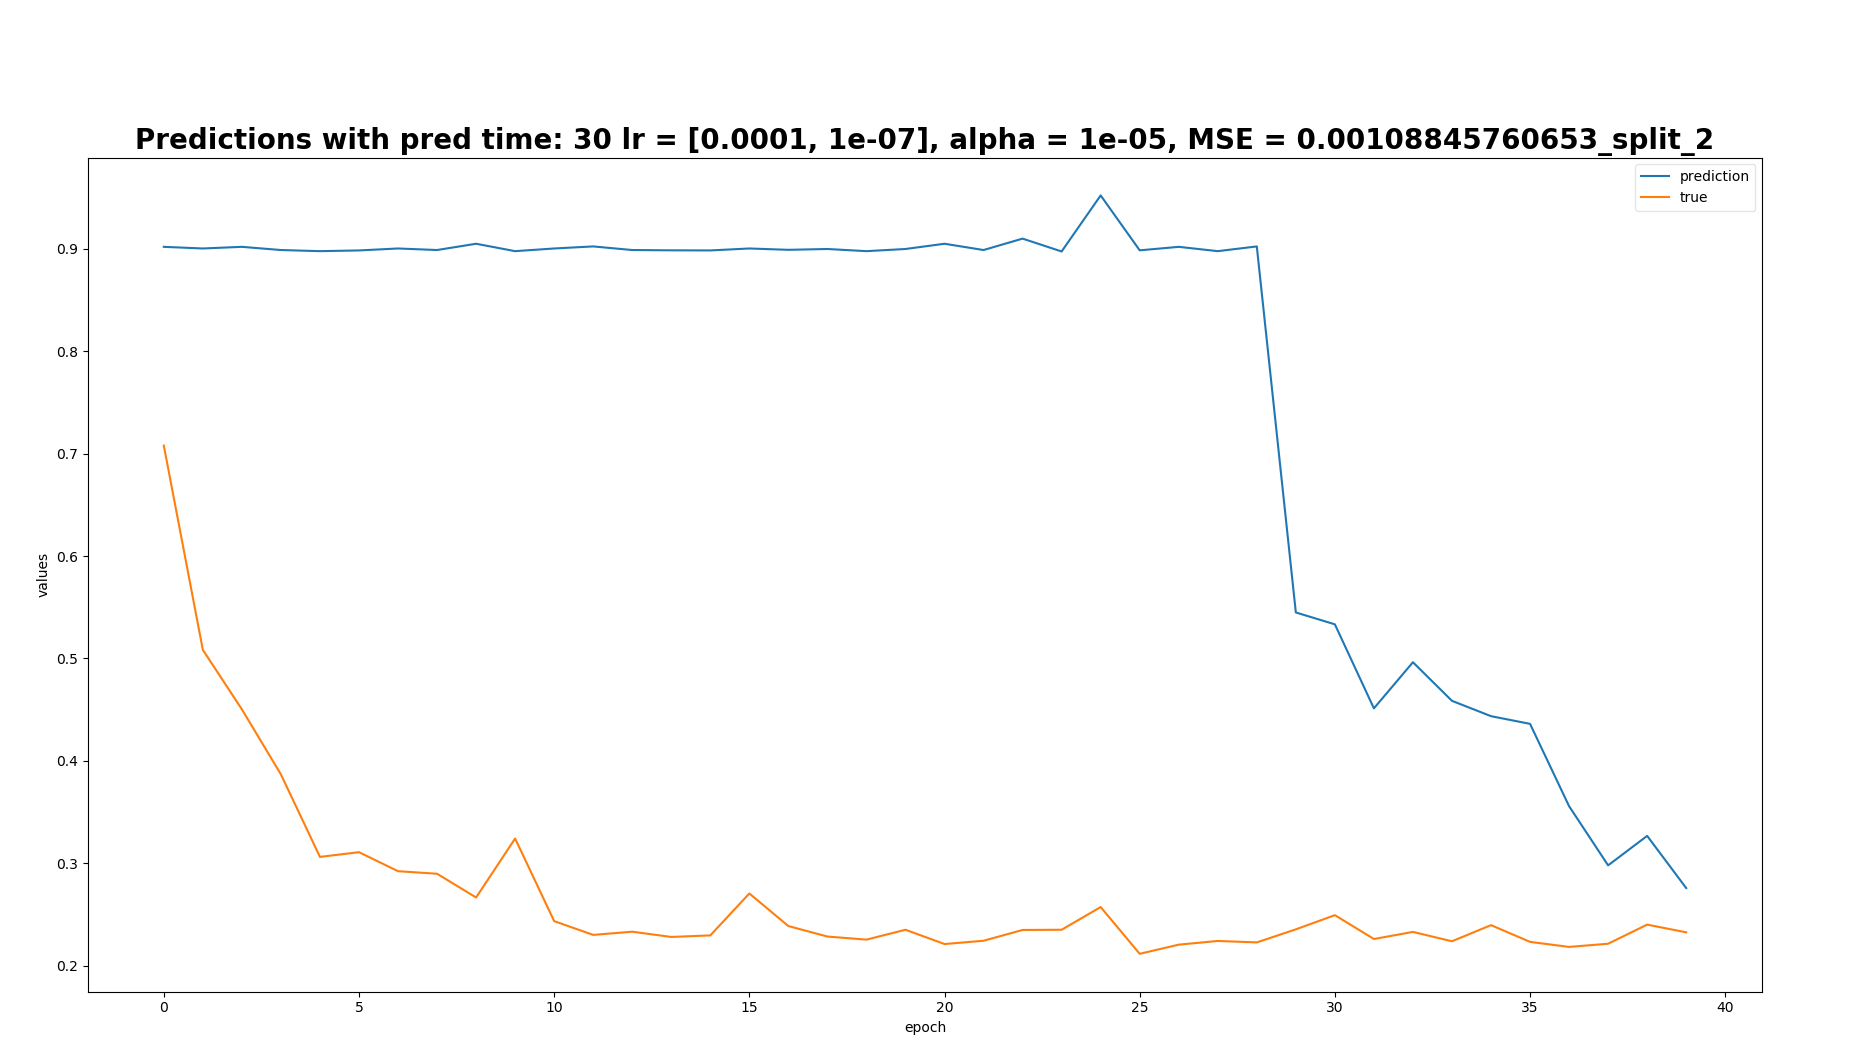 Predictions with pred time: 30 lr = [0.0001, 1e-07], alpha = 1e-05, MSE = 0.00108845760653_split_2
prediction
true
0.9
0.8
0.7
0.6
0.5
0.4
0.3
0.2
values
0 5 10 15 20 25 30 35 40
epoch